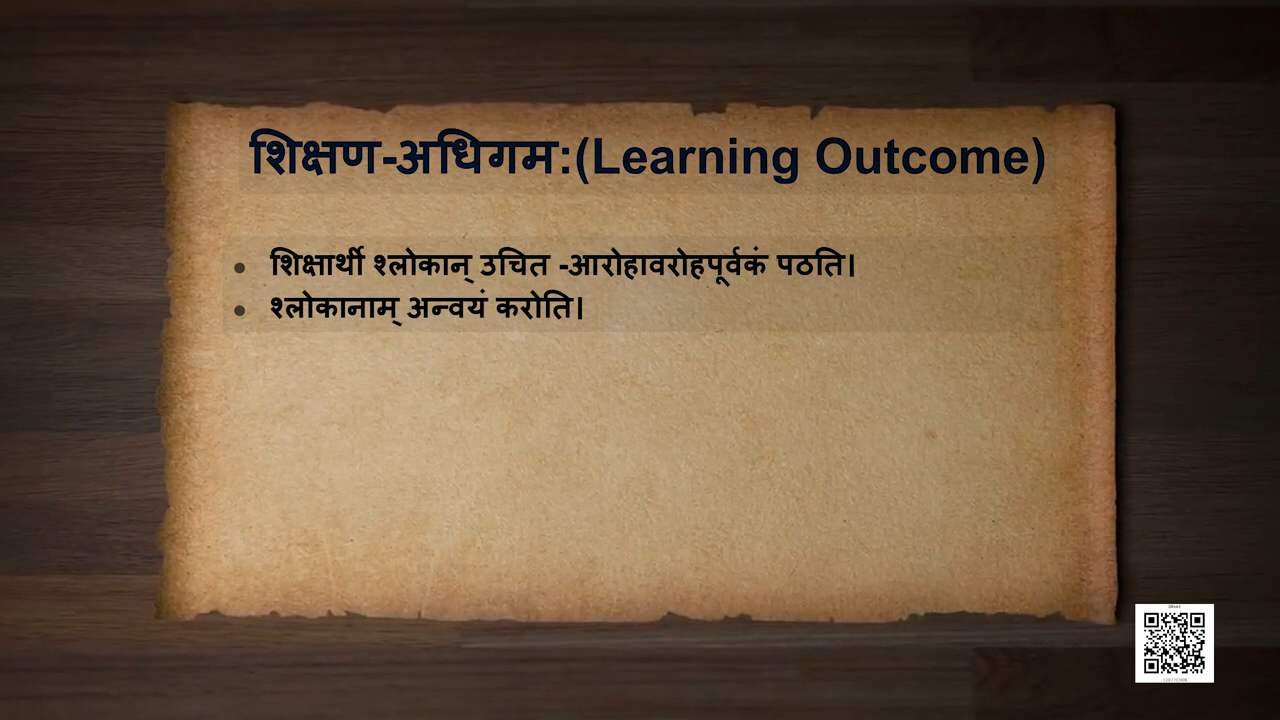 शिक्षण-अधिगम:(Learning Outcome)
• शिक्षार्थी श्लोकान् उचित -आरोहावरोहपूर्वकं पठति।
• श्लोकानाम् अन्वयं करोति।